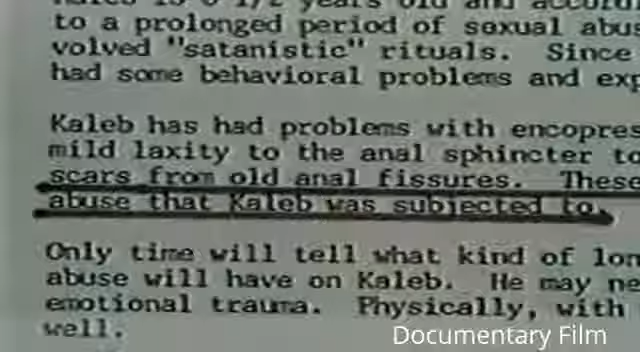 to a prolonged period of sexual abus
volved "satanistic" rituals. Since
had some behavioral problems and exp
Kaleb has had problems with encopres
mild laxity to the anal sphincter to
scars from old anal fissures. These
abuse that Kaleb was subjected to.
Only time will tell what kind of lon
abuse will have on Kaleb. He may ne
emotional trauma. Physically, with
well.
Documentary Film